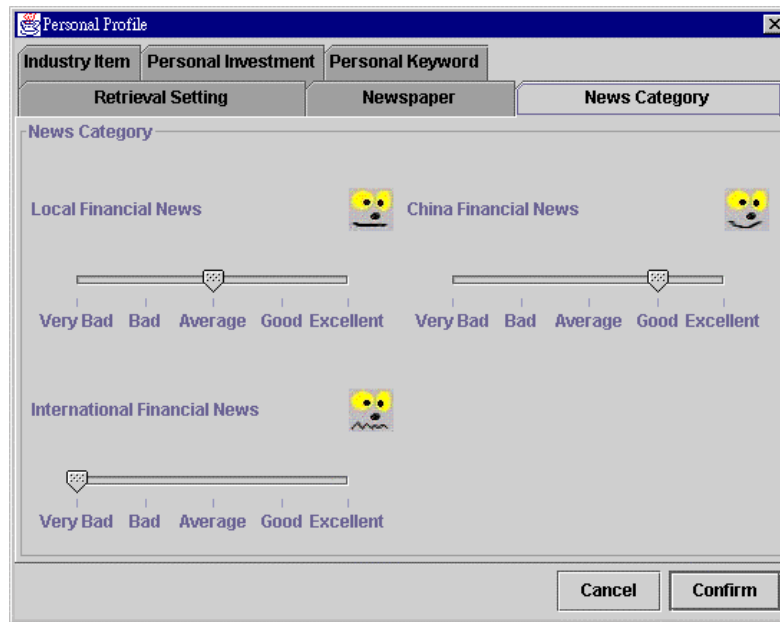 Personal Profile
Industry Item Personal Investment Personal Keyword
Retrieval Setting Newspaper News Category
News Category
Local Financial News China Financial News
Very Bad Bad Average Good Excellent Very Bad Bad Average Good Excellent
International Financial News
Very Bad Bad Average Good Excellent
Cancel Confirm